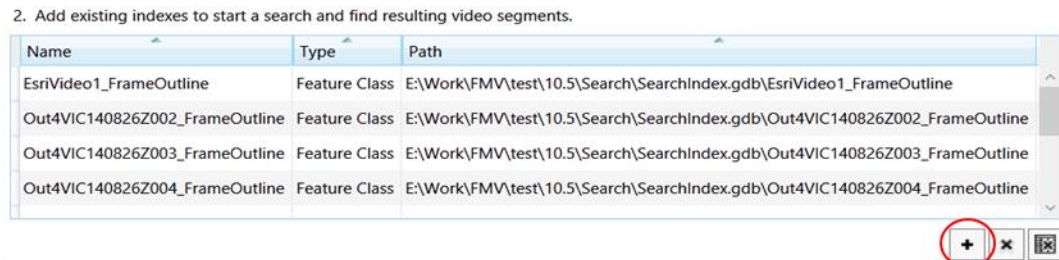 2. Add existing indexes to start a search and find resulting video segments.
Name Type Path
EsriVideo1_FrameOutline Feature Class E:\Work\FMV\test\10.5\Search\SearchIndex.gdb\EsriVideo1_FrameOutline
Out4VIC140826Z002_FrameOutline Feature Class E:\Work\FMV\test\10.5\Search\SearchIndex.gdb\Out4VIC140826Z002_FrameOutline
Out4VIC140826Z003_FrameOutline Feature Class E:\Work\FMV\test\10.5\Search\SearchIndex.gdb\Out4VIC140826Z003_FrameOutline
Out4VIC140826Z004_FrameOutline Feature Class E:\Work\FMV\test\10.5\Search\SearchIndex.gdb\Out4VIC140826Z004_FrameOutline